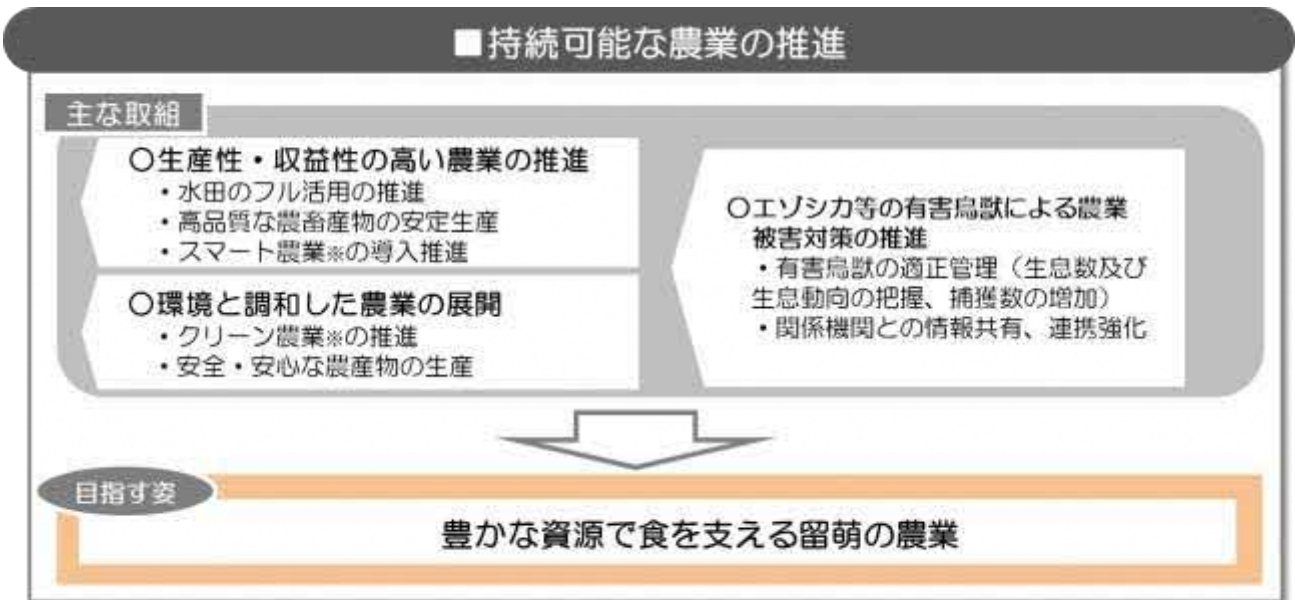 ■持続可能な農業の推進
主な取組
〇生産性・収益性の高い農業の推進
・水田のフル活用の推進
・高品質な農畜産物の安定生産
・スマート農業※の導入推進
〇環境と調和した農業の展開
・クリーン農業※の推進
・安全・安心な農産物の生産
〇エゾシカ等の有害鳥獣による農業
被害対策の推進
・有害鳥獣の適正管理（生息数及び
生息動向の把握、捕獲数の増加）
・関係機関との情報共有、連携強化
目指す姿
豊かな資源で食を支える留萌の農業